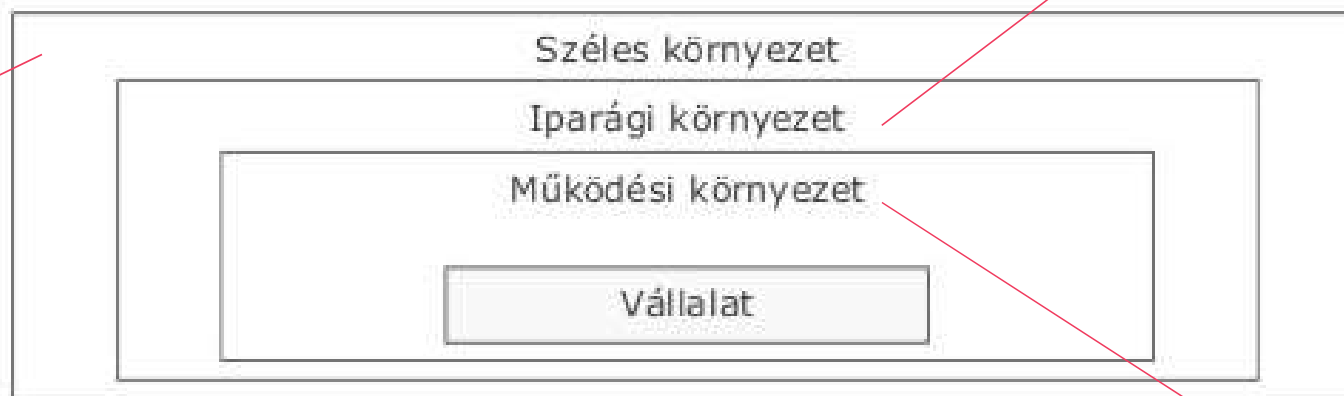 Széles környezet
Iparági környezet
Működési környezet
Vállalat